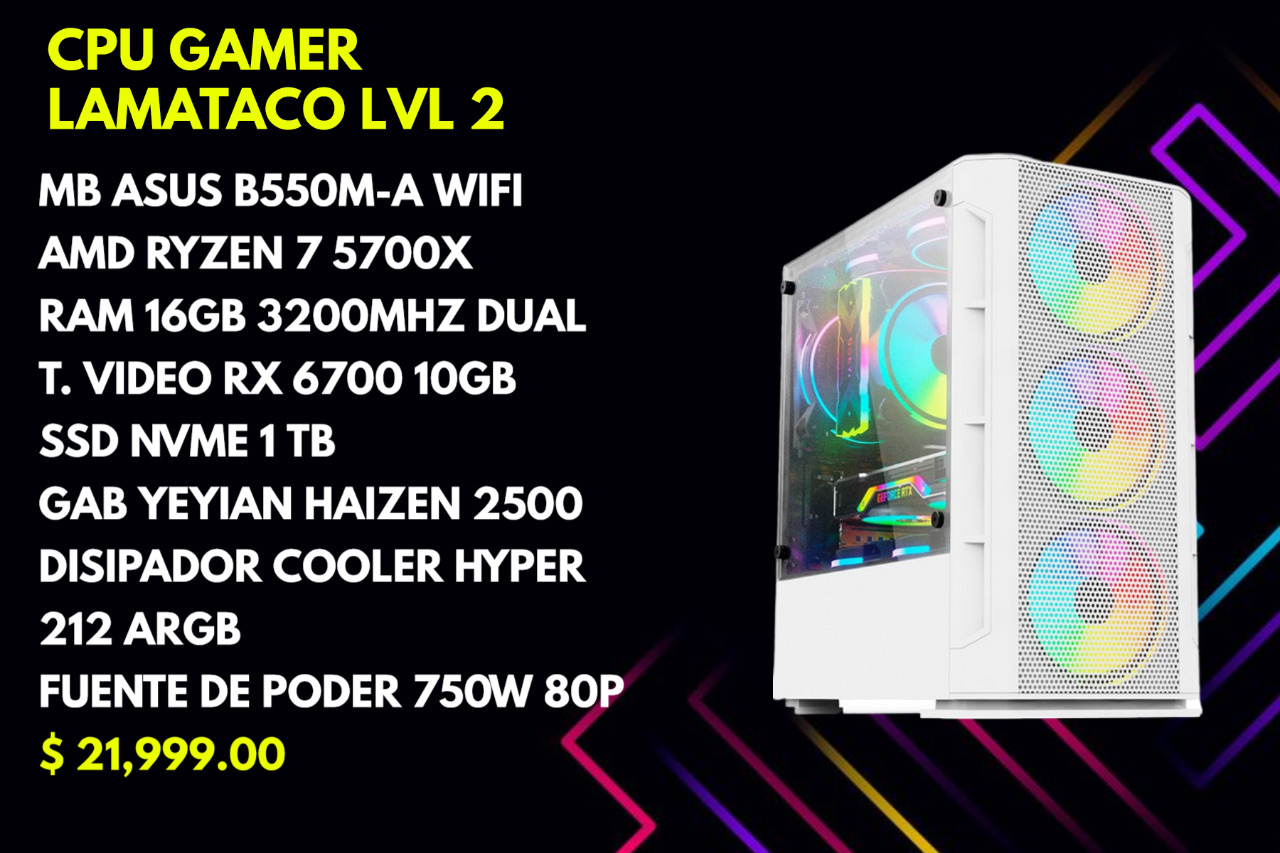 CPU GAMER
LAMATACO LVL 2
MB ASUS B550M-A WIFI
AMD RYZEN 7 5700X
RAM 16GB 3200MHZ DUAL
T. VIDEO RX 6700 10GB
SSD NVME 1 TB
GAB YEYIAN HAIZEN 2500
DISIPADOR COOLER HYPER
212 ARGB
FUENTE DE PODER 750W 80P
$ 21,999.00
GEFORCE RTX